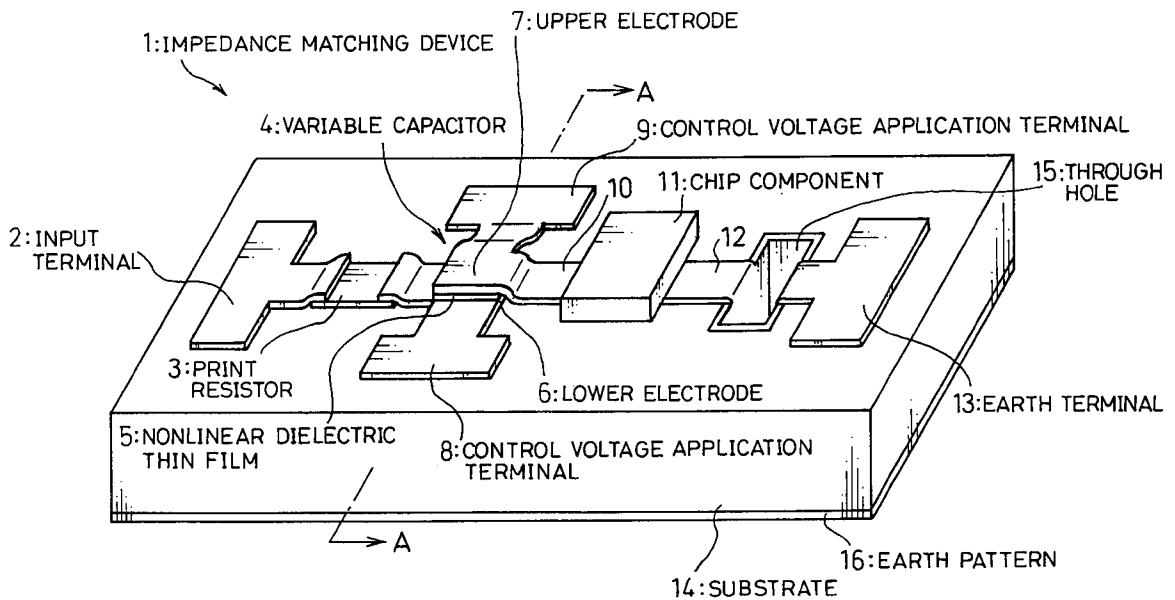 7:UPPER ELECTRODE
1:IMPEDANCE MATCHING DEVICE
A
4:VARIABLE CAPACITOR
9:CONTROL VOLTAGE APPLICATION TERMINAL
10
11:CHIP COMPONENT
15:THROUGH
HOLE
2:INPUT
TERMINAL
12
3:PRINT
RESISTOR
6:LOWER ELECTRODE
13:EARTH TERMINAL
5:NONLINEAR DIELECTRIC
THIN FILM
8:CONTROL VOLTAGE APPLICATION
TERMINAL
A
16:EARTH PATTERN
14:SUBSTRATE